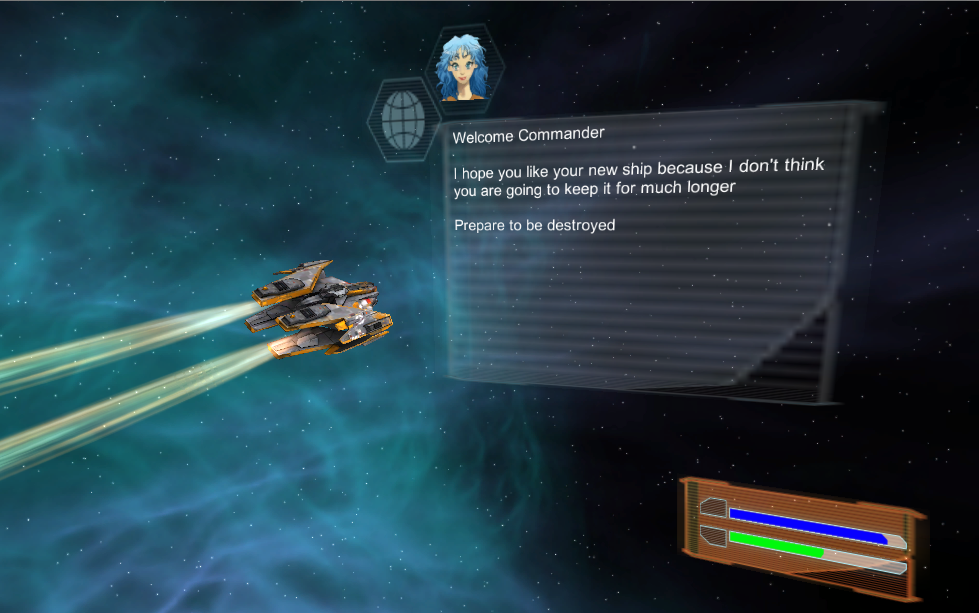 Welcome Commander
I hope you like your new ship because I don't think
you are going to keep it for much longer
Prepare to be destroyed